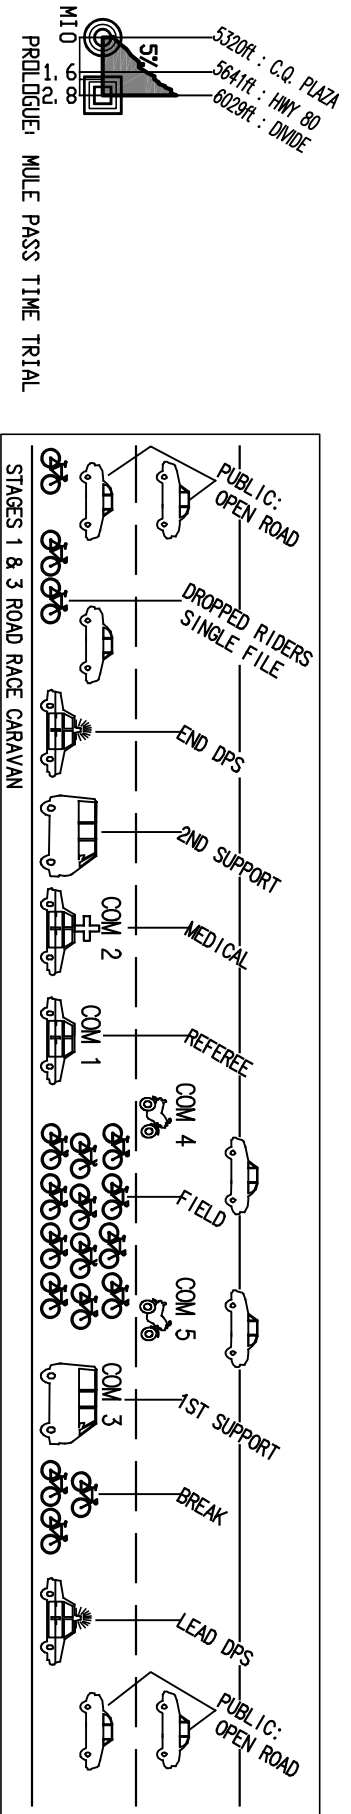 5320ft : C.Q. PLAZA
5641ft : HWY 80
6029ft : DIVIDE
5%
MI 0
1.6
2.8
PROLOGUE: MULE PASS TIME TRIAL
PUBLIC:
OPEN ROAD
DROPPED RIDERS
SINGLE FILE
END DPS
2ND SUPPORT
MEDICAL
COM 2
REFEREE
COM 1
COM 4
FIELD
COM 5
1ST SUPPORT
COM 3
BREAK
LEAD DPS
PUBLIC:
OPEN ROAD
STAGES 1 & 3 ROAD RACE CARAVAN